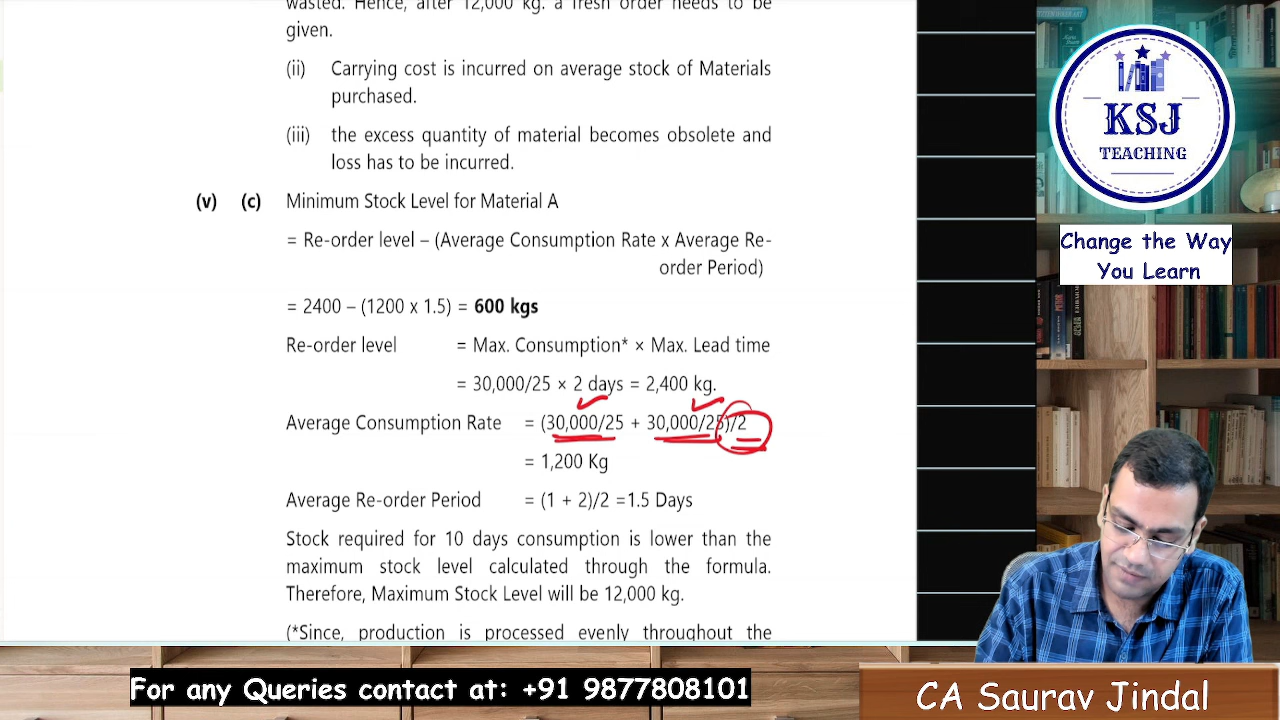 wasted. Hence, after 12,000 kg. a fresh order needs to be
given.
(ii) Carrying cost is incurred on average stock of Materials
purchased.
(iii) the excess quantity of material becomes obsolete and
loss has to be incurred.
(v) (c) Minimum Stock Level for Material A
= Re-order level – (Average Consumption Rate x Average Re-
order Period)
= 2400 – (1200 x 1.5) = 600 kgs
Re-order level = Max. Consumption* × Max. Lead time
= 30,000/25 × 2 days = 2,400 kg.
Average Consumption Rate = (30,000/25 + 30,000/25)/2
= 1,200 Kg
Average Re-order Period = (1 + 2)/2 =1.5 Days
Stock required for 10 days consumption is lower than the
maximum stock level calculated through the formula.
Therefore, Maximum Stock Level will be 12,000 kg.
(*Since, production is processed evenly throughout the
KSJ
TEACHING
Change the Way
You Learn
For any Queries contact at: +91 9877808101
CA Saurav Jindal